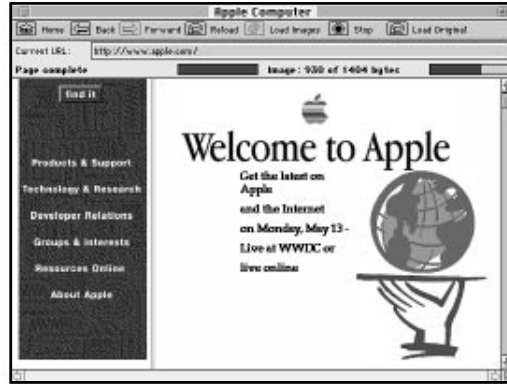 Apple Computer
Home Back Forward Reload Load Images Stop Load Original
Current URL: http://www.apple.com/
Page complete Image: 930 of 1404 bytes
find it
Welcome to Apple
Get the latest on
Apple
and the Internet
on Monday, May 13 -
Live at WWDC or
live online
Products & Support
Technology & Research
Developer Relations
Groups & Interests
Resources Online
About Apple